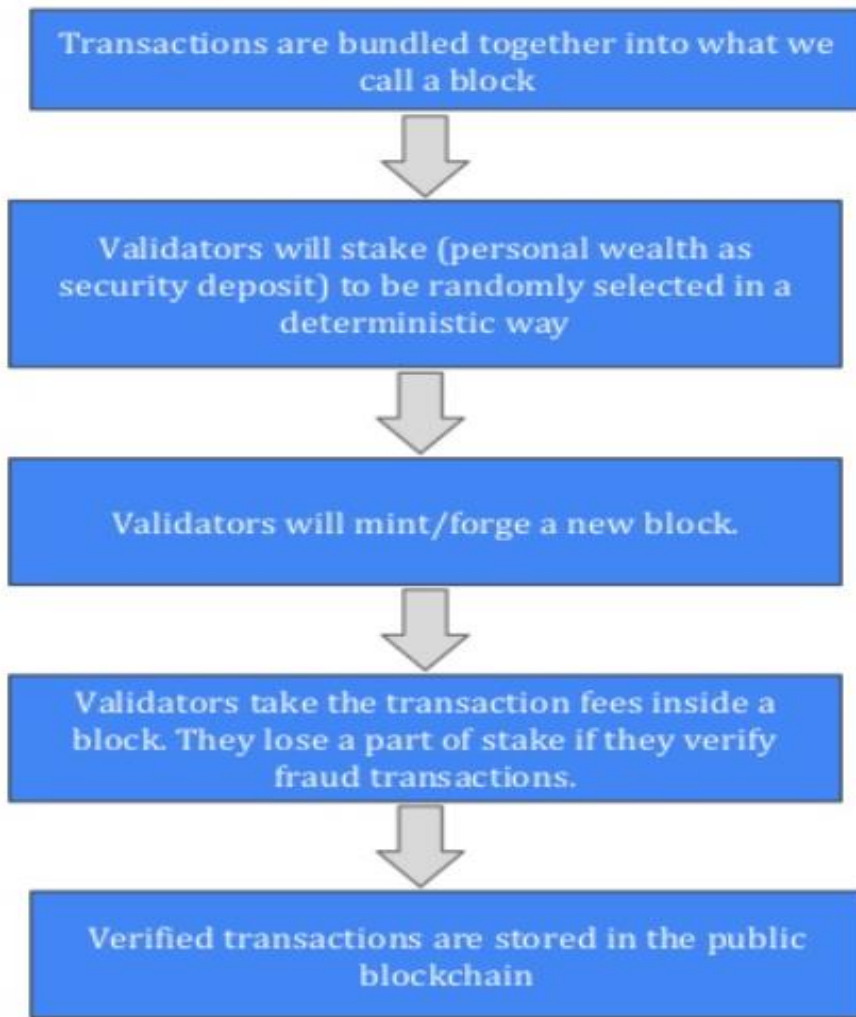 Transactions are bundled together into what we
call a block
Validators will stake (personal wealth as
security deposit) to be randomly selected in a
deterministic way
Validators will mint/forge a new block.
Validators take the transaction fees inside a
block. They lose a part of stake if they verify
fraud transactions.
Verified transactions are stored in the public
blockchain